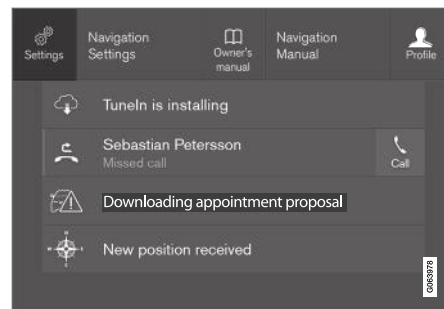 Settings
Navigation
Settings
Owner's
manual
Navigation
Manual
Profile
TuneIn is installing
Sebastian Petersson
Missed call
Call
Downloading appointment proposal
New position received
G063978